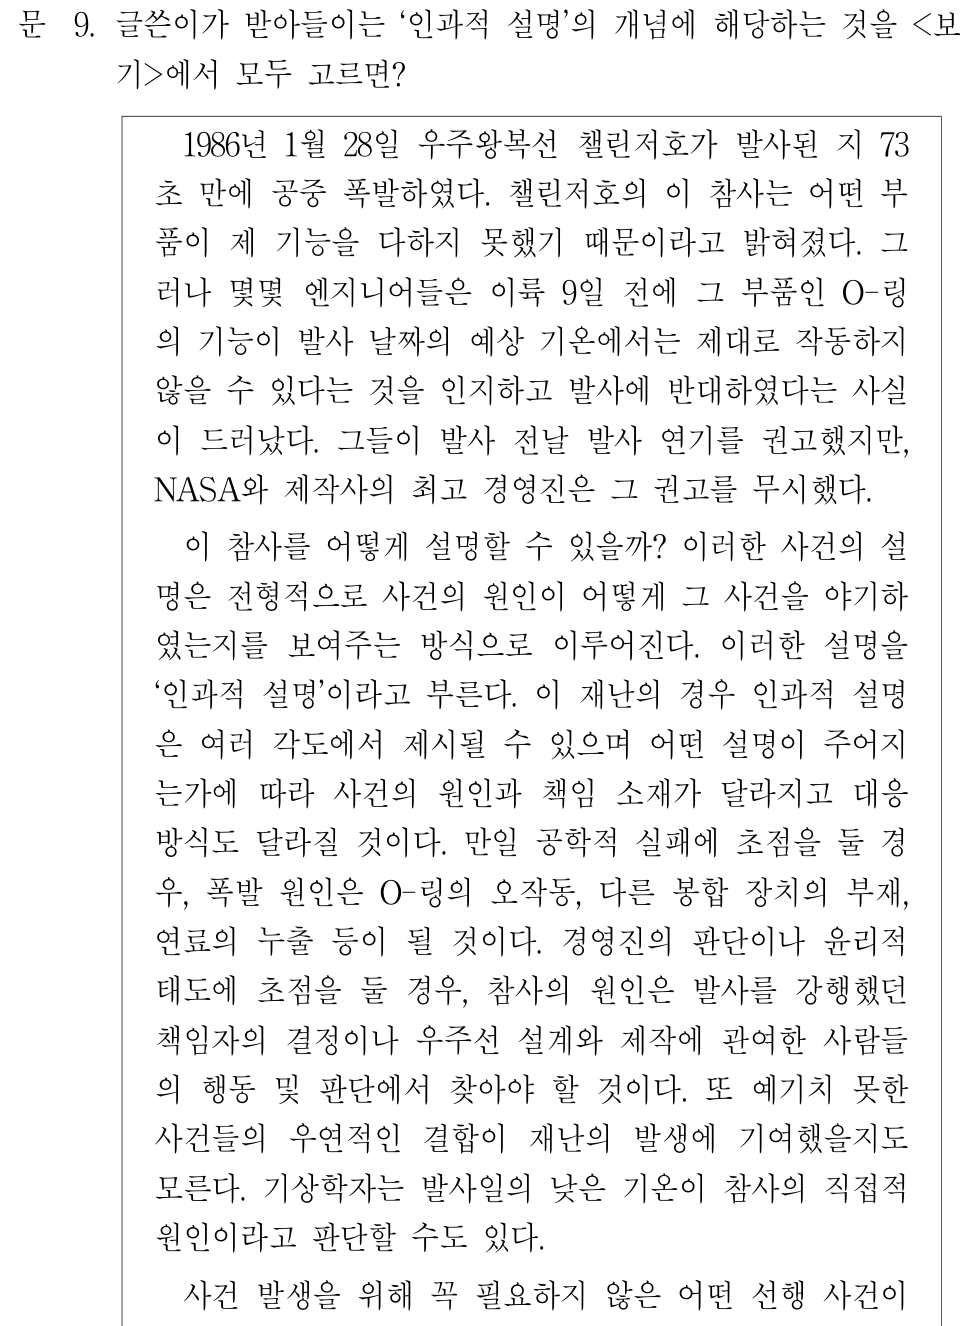 문 9. 글쓴이가 받아들이는 ‘인과적 설명’의 개념에 해당하는 것을 <보
기>에서 모두 고르면?
1986년 1월 28일 우주왕복선 챌린저호가 발사된 지 73
초 만에 공중 폭발하였다. 챌린저호의 이 참사는 어떤 부
품이 제 기능을 다하지 못했기 때문이라고 밝혀졌다. 그
러나 몇몇 엔지니어들은 이륙 9일 전에 그 부품인 O-링
의 기능이 발사 날짜의 예상 기온에서는 제대로 작동하지
않을 수 있다는 것을 인지하고 발사에 반대하였다는 사실
이 드러났다. 그들이 발사 전날 발사 연기를 권고했지만,
NASA와 제작사의 최고 경영진은 그 권고를 무시했다.
이 참사를 어떻게 설명할 수 있을까? 이러한 사건의 설
명은 전형적으로 사건의 원인이 어떻게 그 사건을 야기하
였는지를 보여주는 방식으로 이루어진다. 이러한 설명을
‘인과적 설명’이라고 부른다. 이 재난의 경우 인과적 설명
은 여러 각도에서 제시될 수 있으며 어떤 설명이 주어지
는가에 따라 사건의 원인과 책임 소재가 달라지고 대응
방식도 달라질 것이다. 만일 공학적 실패에 초점을 둘 경
우, 폭발 원인은 O-링의 오작동, 다른 봉합 장치의 부재,
연료의 누출 등이 될 것이다. 경영진의 판단이나 윤리적
태도에 초점을 둘 경우, 참사의 원인은 발사를 강행했던
책임자의 결정이나 우주선 설계와 제작에 관여한 사람들
의 행동 및 판단에서 찾아야 할 것이다. 또 예기치 못한
사건들의 우연적인 결합이 재난의 발생에 기여했을지도
모른다. 기상학자는 발사일의 낮은 기온이 참사의 직접적
원인이라고 판단할 수도 있다.
사건 발생을 위해 꼭 필요하지 않은 어떤 선행 사건이